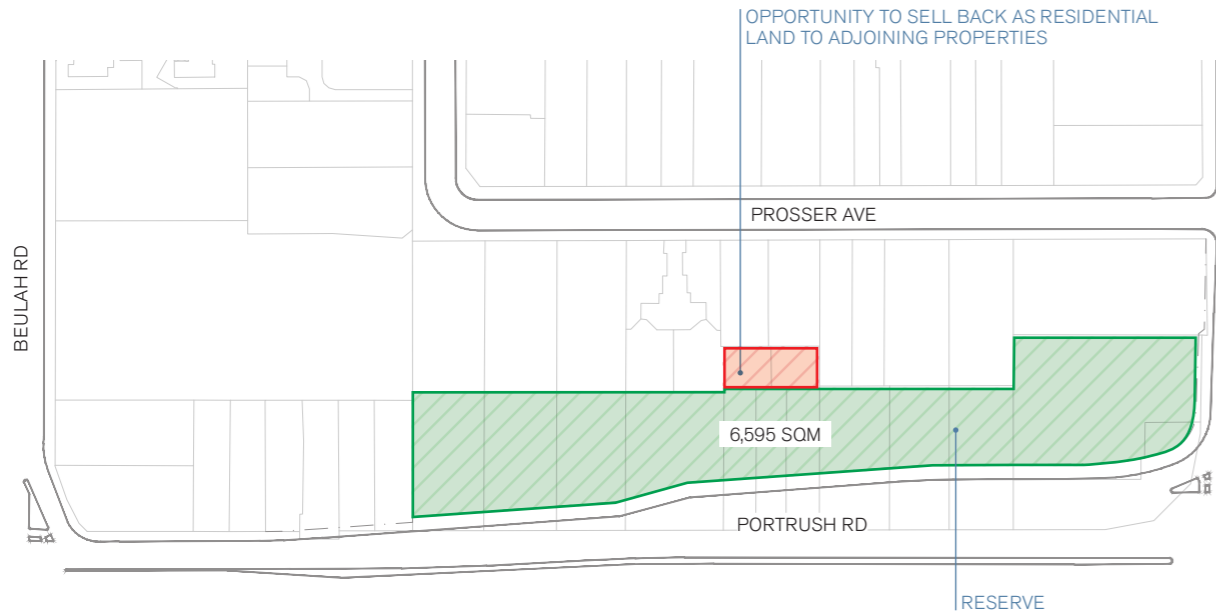 OPPORTUNITY TO SELL BACK AS RESIDENTIAL
LAND TO ADJOINING PROPERTIES
PROSSER AVE
BEULAH RD
6,595 SQM
PORTRUSH RD
RESERVE